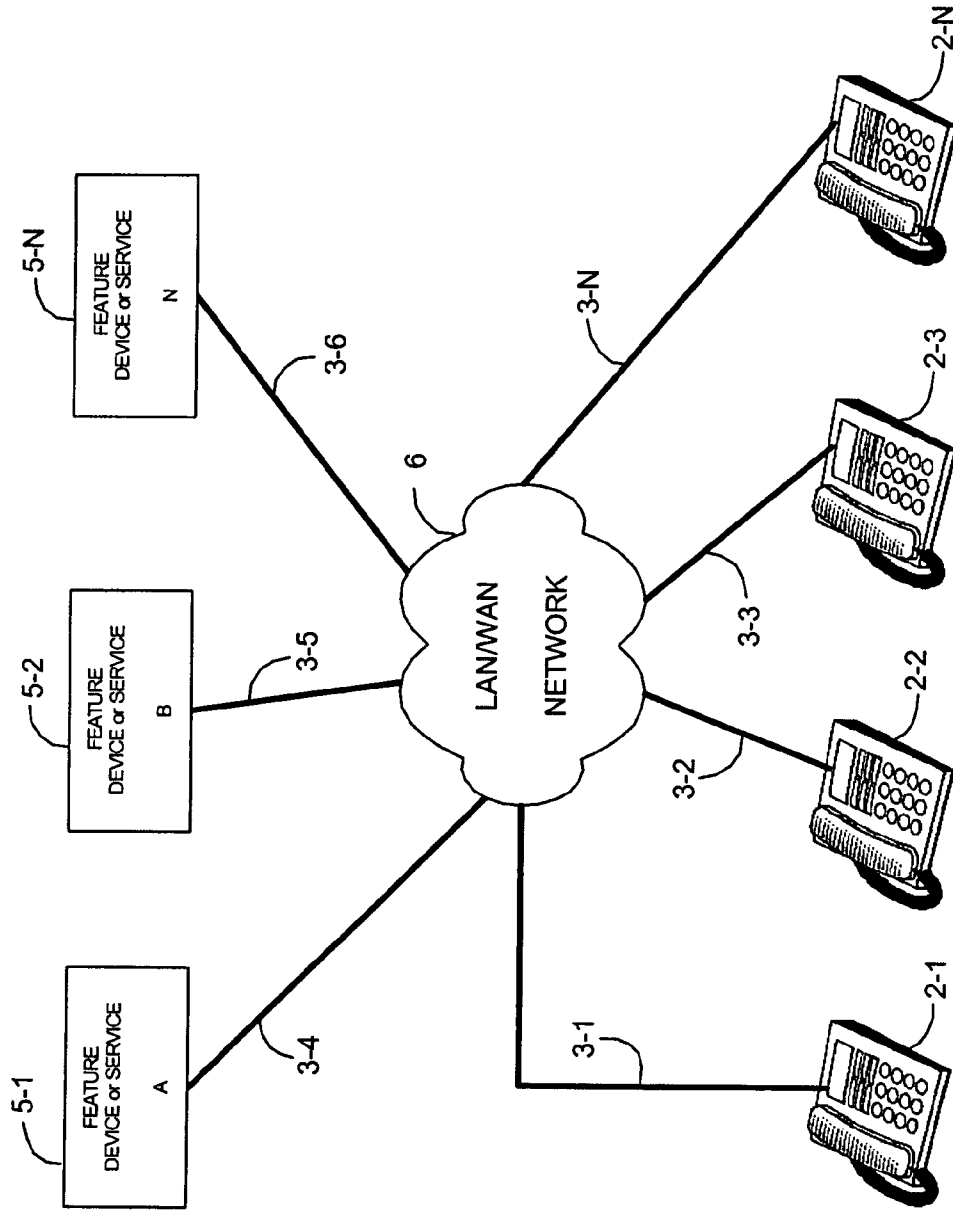 5-1
FEATURE
DEVICE or SERVICE
A
5-2
FEATURE
DEVICE or SERVICE
B
5-N
FEATURE
DEVICE or SERVICE
N
3-4
3-5
3-6
6
LAN/WAN
NETWORK
3-1
3-2
3-3
3-N
2-1
2-2
2-3
2-N